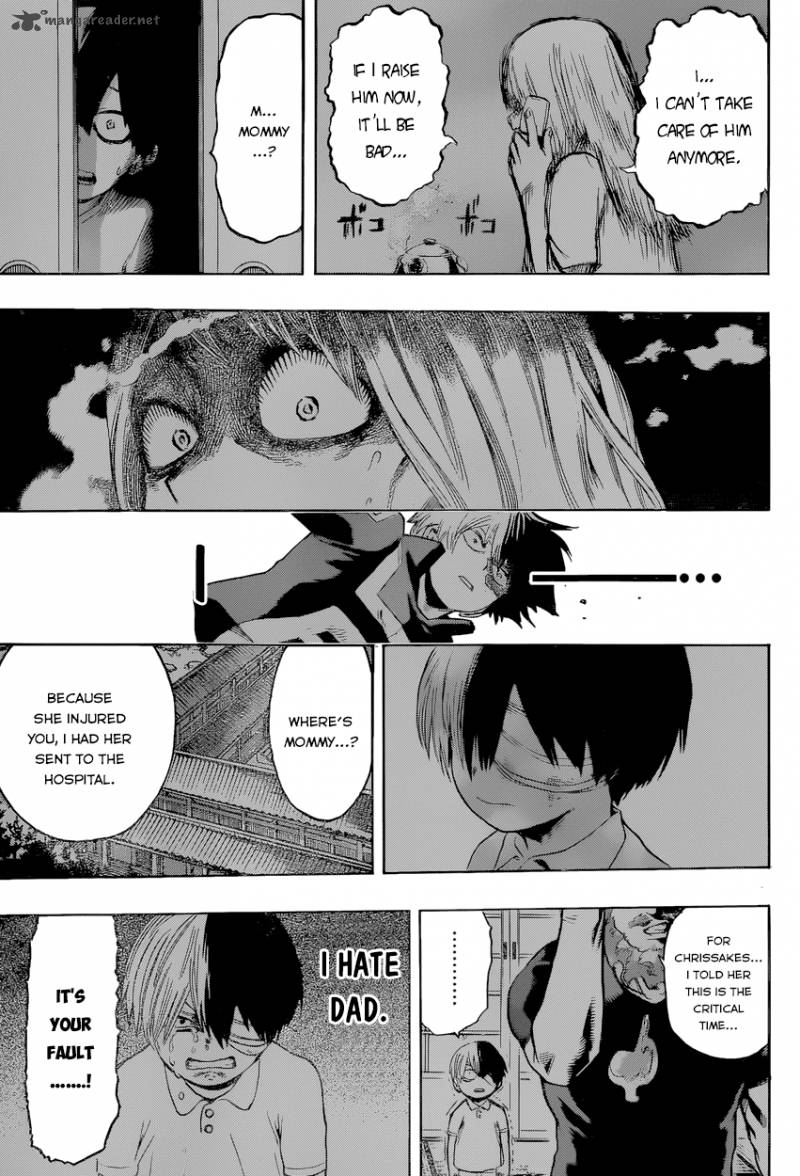 mangareader.net
I...
I CAN'T TAKE
CARE OF HIM
ANYMORE.
IF I RAISE
HIM NOW,
IT'LL BE
BAD...
ボコ
ボコ
M...
MOMMY
...?
WHERE'S
MOMMY...?
BECAUSE
SHE INJURED
YOU, I HAD HER
SENT TO THE
HOSPITAL.
FOR
CHRISSAKES...
I TOLD HER
THIS IS THE
CRITICAL
TIME...
.........
I HATE
DAD.
IT'S
YOUR
FAULT
.......!